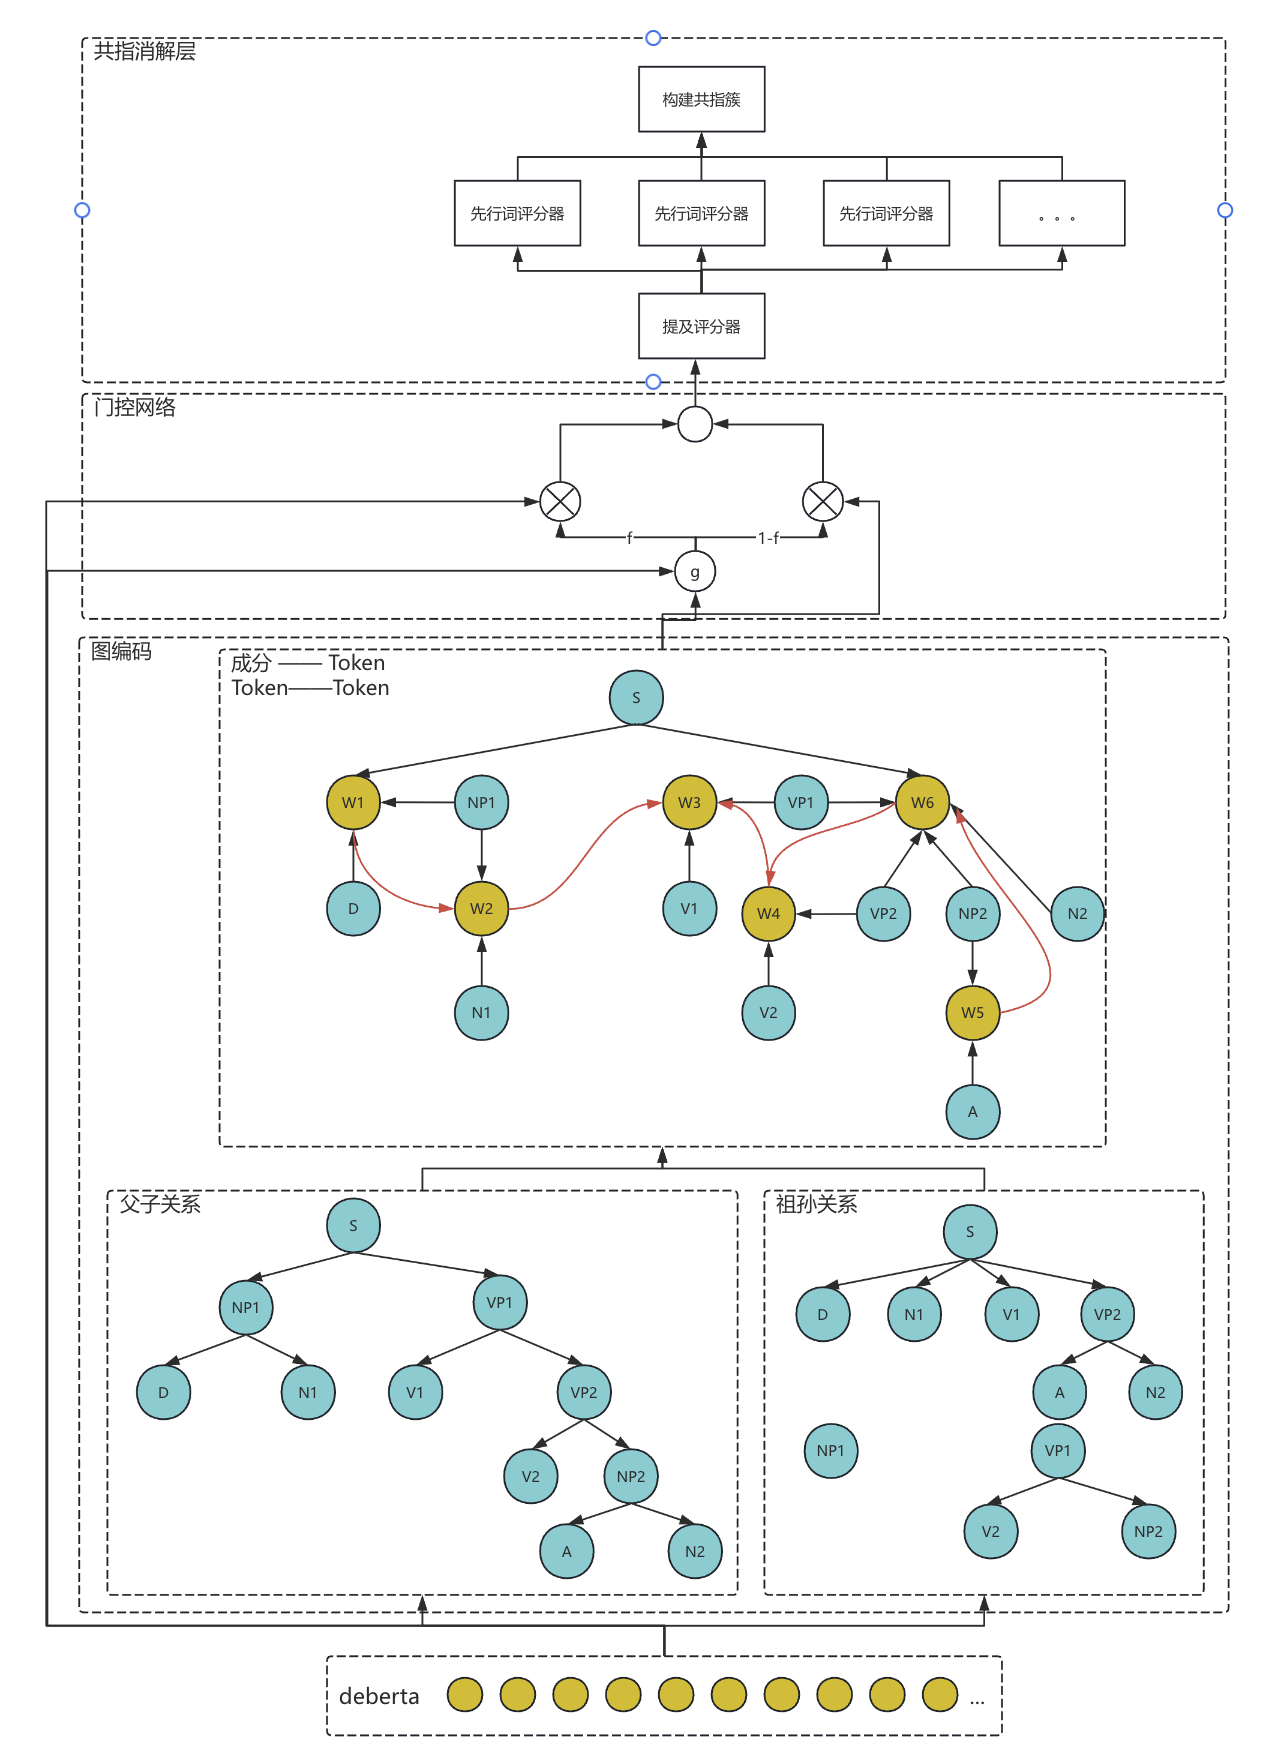 共指消解层
构建共指簇
先行词评分器
先行词评分器
先行词评分器
。。。
提及评分器
门控网络
f
1-f
g
图编码
成分 —— Token
Token——Token
S
W1
NP1
W3
VP1
W6
D
W2
V1
W4
VP2
NP2
N2
N1
V2
W5
A
父子关系
S
NP1
VP1
D
N1
V1
VP2
V2
NP2
A
N2
祖孙关系
S
D
N1
V1
VP2
A
N2
NP1
VP1
V2
NP2
deberta
...